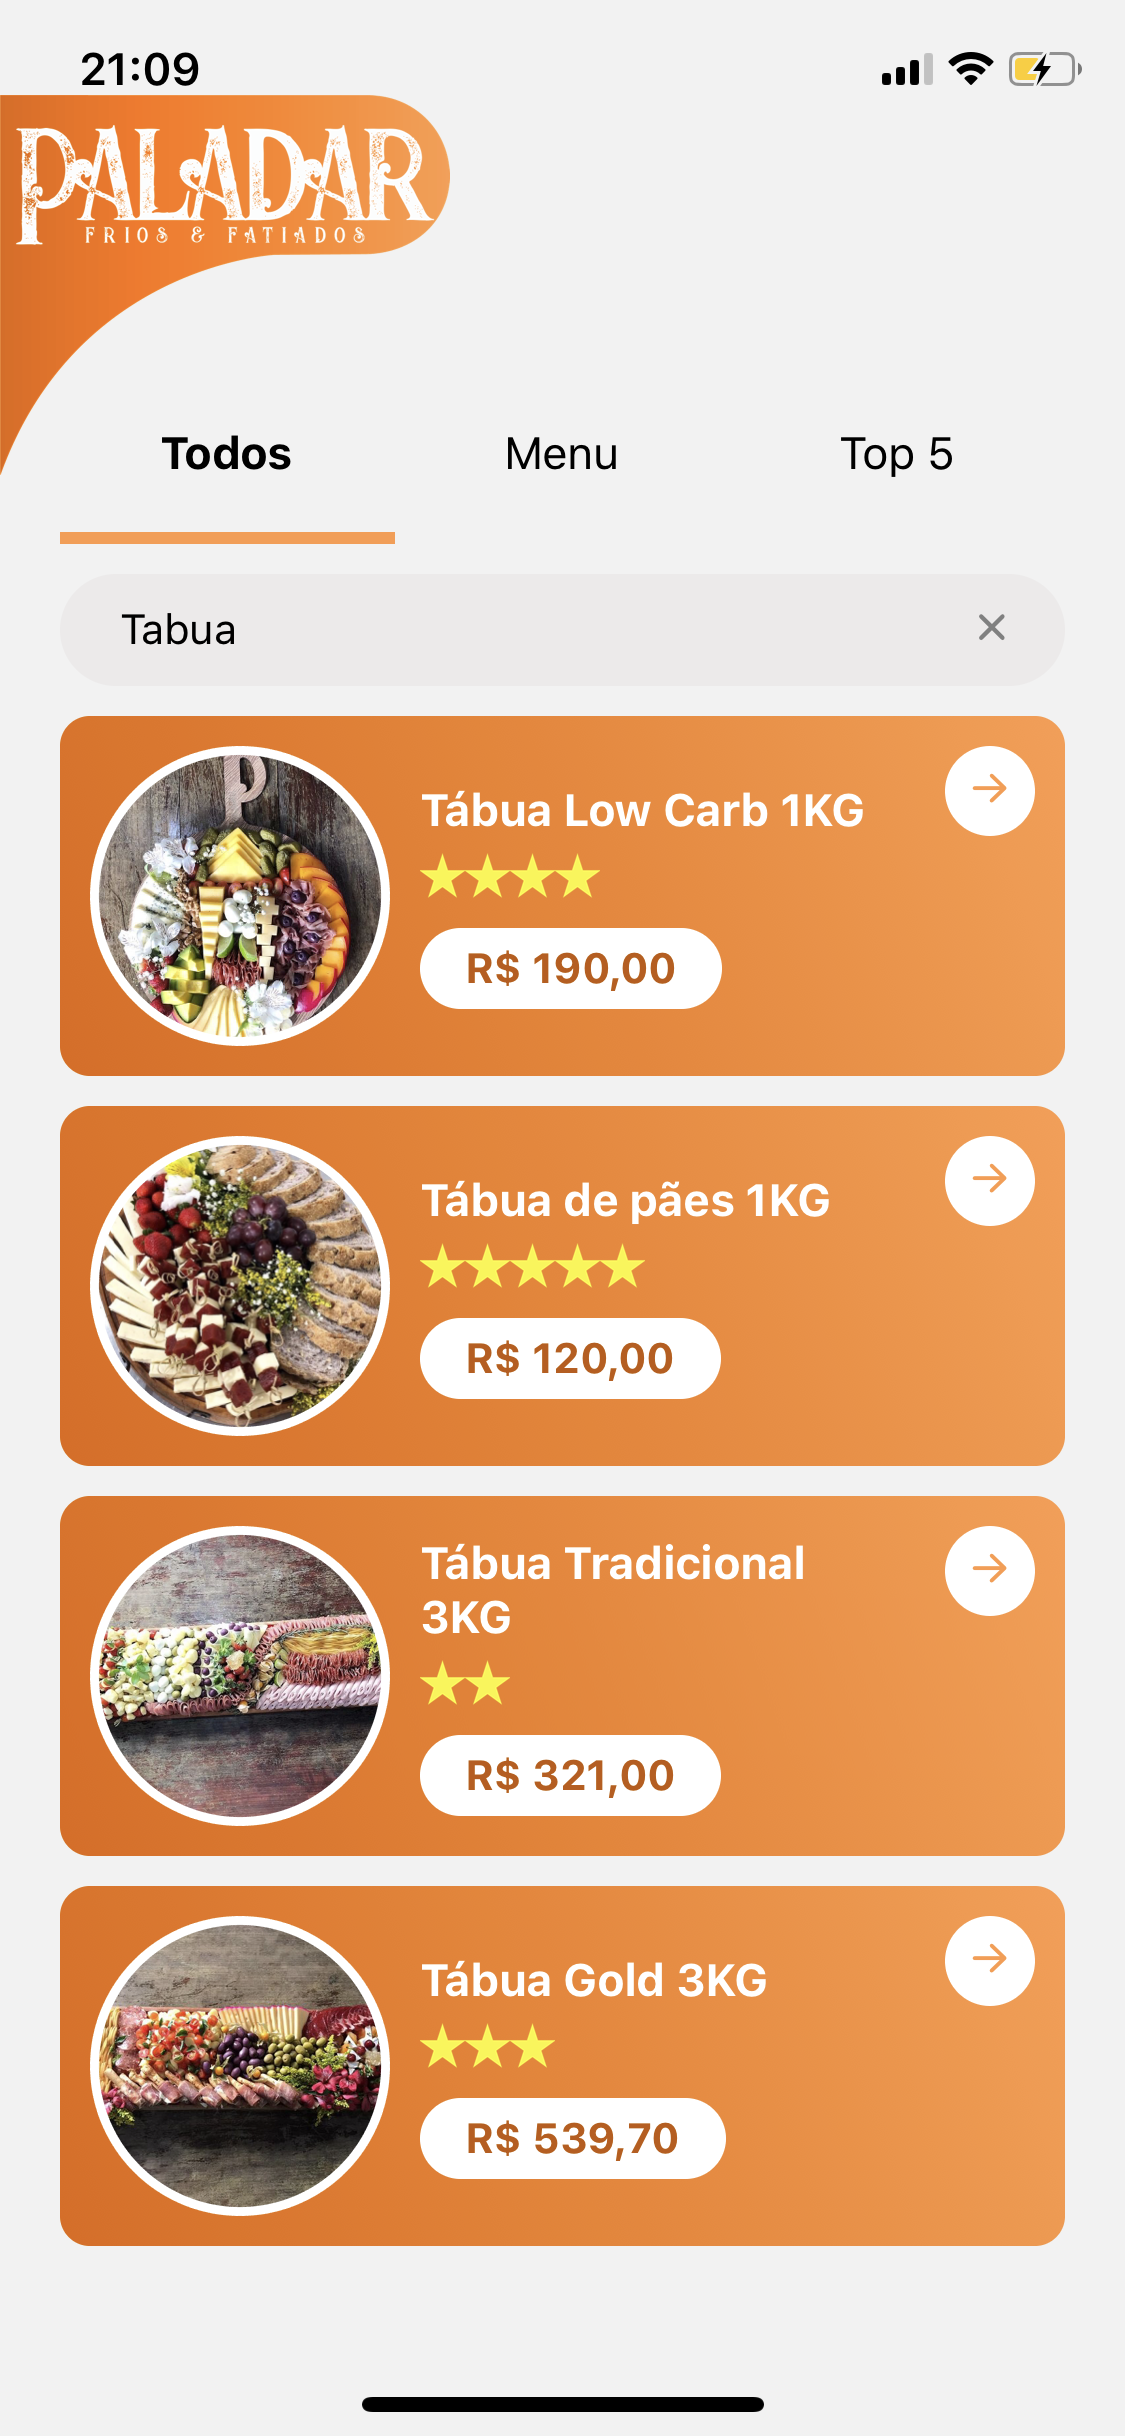 21:09
PALADAR
FRIOS & FATIADOS
Todos
Menu
Top 5
Tabua
Tábua Low Carb 1KG
R$ 190,00
Tábua de pães 1KG
R$ 120,00
Tábua Tradicional
3KG
R$ 321,00
Tábua Gold 3KG
R$ 539,70